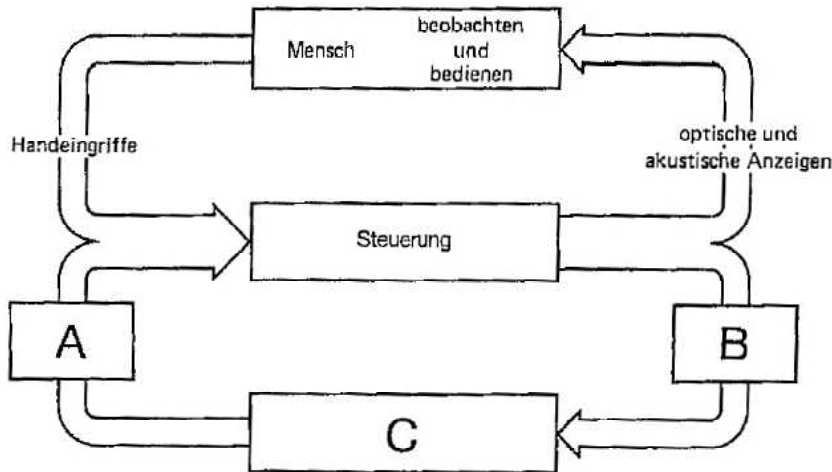 Mensch
beobachten
und
bedienen
Handeingriffe
optische und
akustische Anzeigen
Steuerung
A
B
C